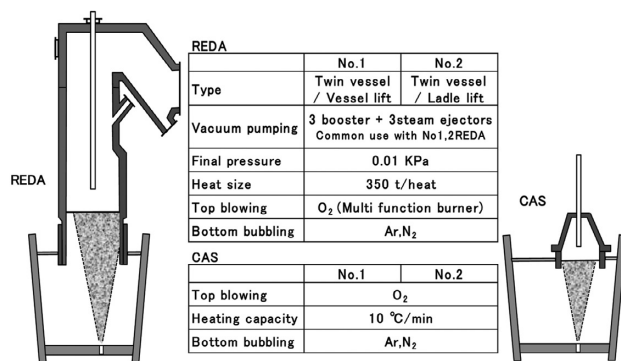 REDA
No.1 No.2
Type Twin vessel / Vessel lift Twin vessel / Ladle lift
Vacuum pumping 3 booster + 3steam ejectors
Common use with No1,2REDA
Final pressure 0.01 KPa
Heat size 350 t/heat
Top blowing O₂ (Multi function burner)
Bottom bubbling Ar,N₂
REDA
CAS
CAS
No.1 No.2
Top blowing O₂
Heating capacity 10 ℃/min
Bottom bubbling Ar,N₂